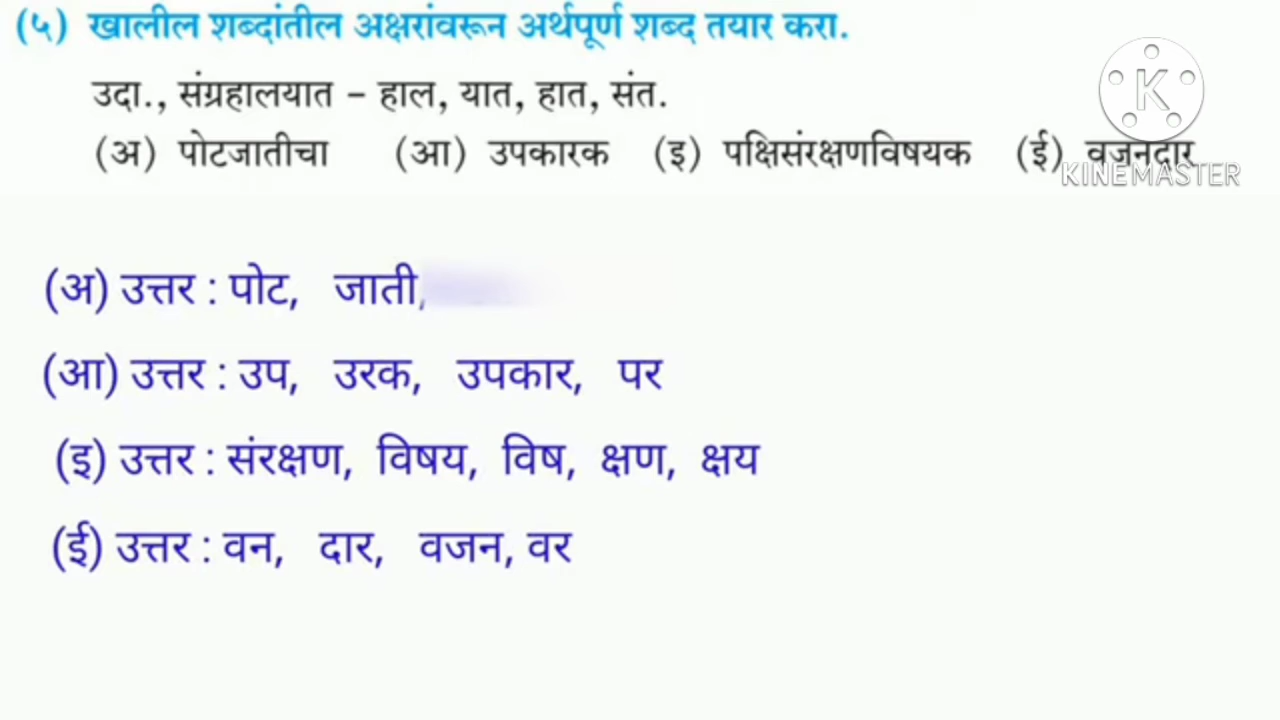 (५) खालील शब्दांतील अक्षरांवरून अर्थपूर्ण शब्द तयार करा.
उदा., संग्रहालयात – हाल, यात, हात, संत.
(अ) पोटजातीचा (आ) उपकारक (इ) पक्षिसंरक्षणविषयक (ई) वजनदार
K
KINEMASTER
(अ) उत्तर : पोट, जाती,
(आ) उत्तर : उप, उरक, उपकार, पर
(इ) उत्तर : संरक्षण, विषय, विष, क्षण, क्षय
(ई) उत्तर : वन, दार, वजन, वर